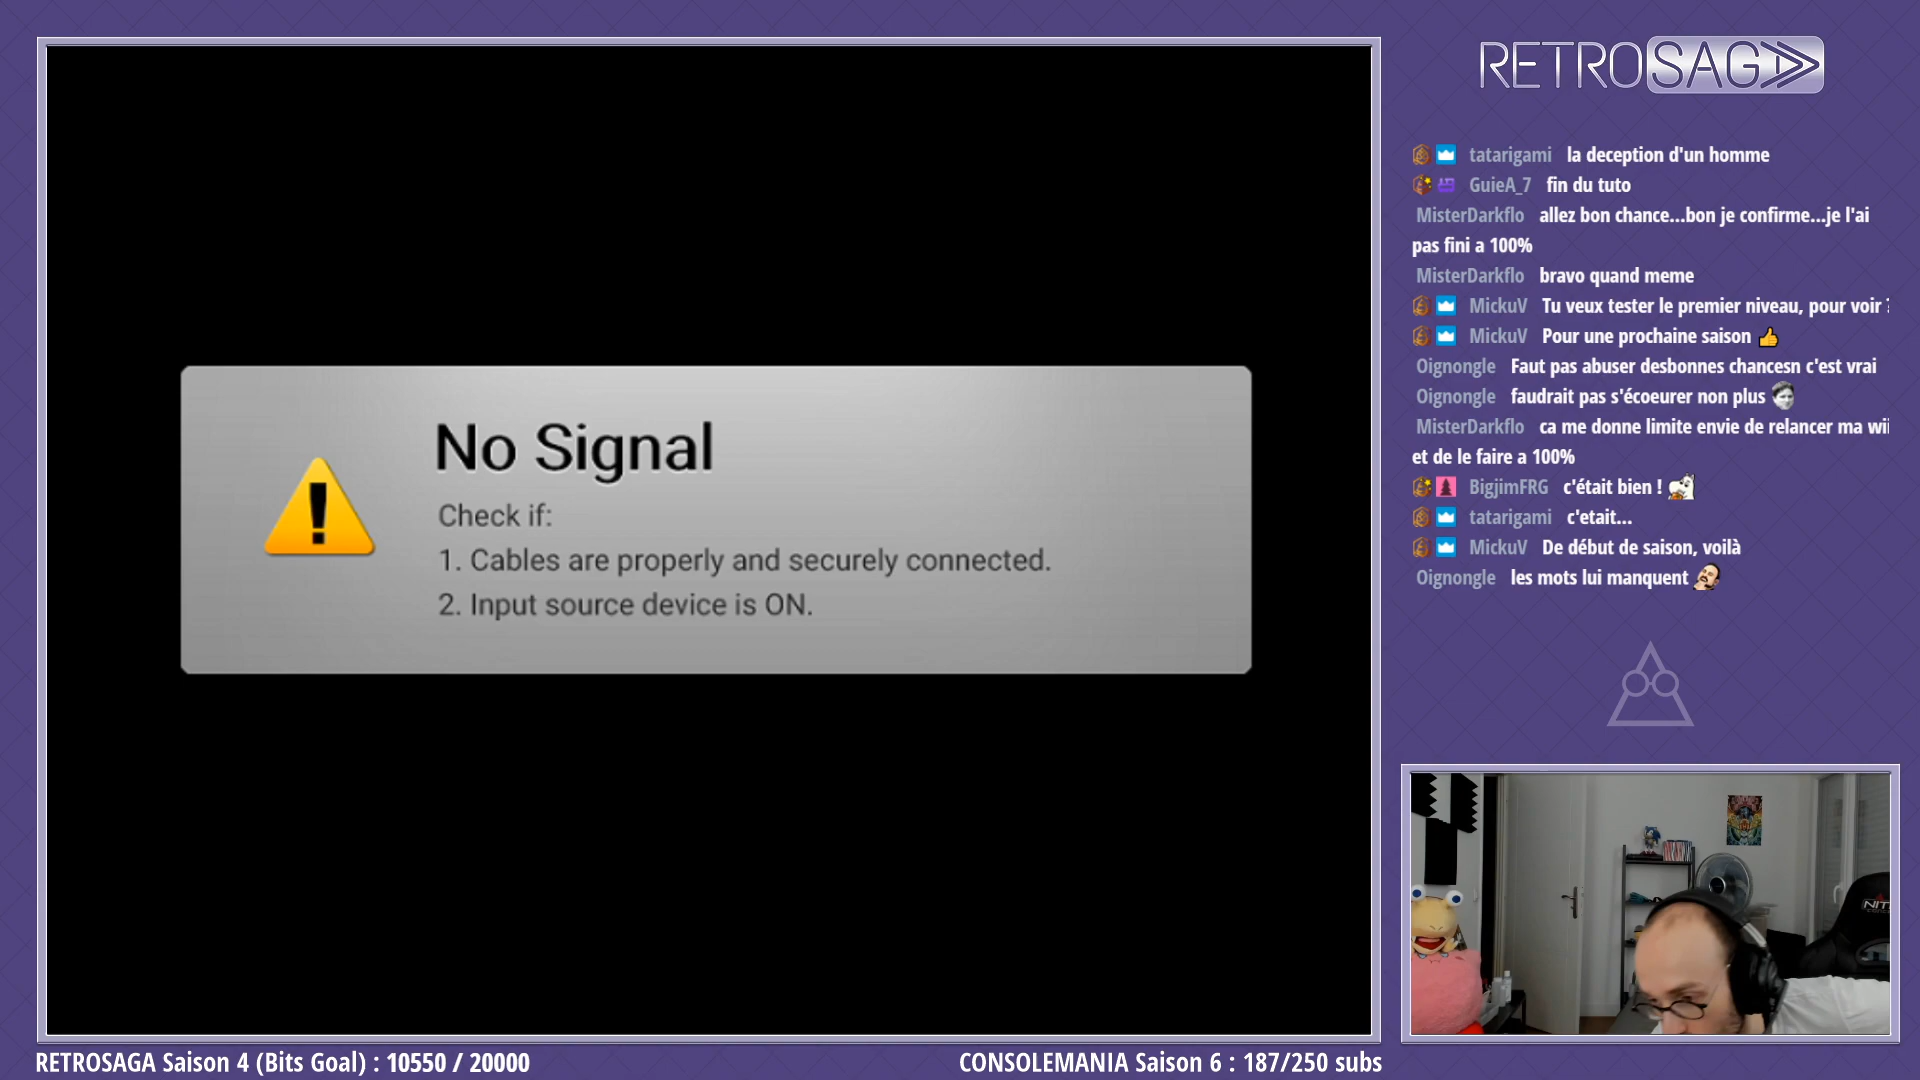 RETROSAGA
tatarigami la deception d'un homme
GuieA_7 fin du tuto
MisterDarkflo allez bon chance...bon je confirme...je l'ai
pas fini a 100%
MisterDarkflo bravo quand meme
MickuV Tu veux tester le premier niveau, pour voir ?
MickuV Pour une prochaine saison
Oignongle Faut pas abuser desbonnes chancesn c'est vrai
Oignongle faudrait pas s'écoeurer non plus
MisterDarkflo ca me donne limite envie de relancer ma wii
et de le faire a 100%
BigjimFRG c'était bien !
tatarigami c'etait...
MickuV De début de saison, voilà
Oignongle les mots lui manquent
No Signal
Check if:
1. Cables are properly and securely connected.
2. Input source device is ON.
NIT
RETROSAGA Saison 4 (Bits Goal) : 10550 / 20000
CONSOLEMANIA Saison 6 : 187/250 subs